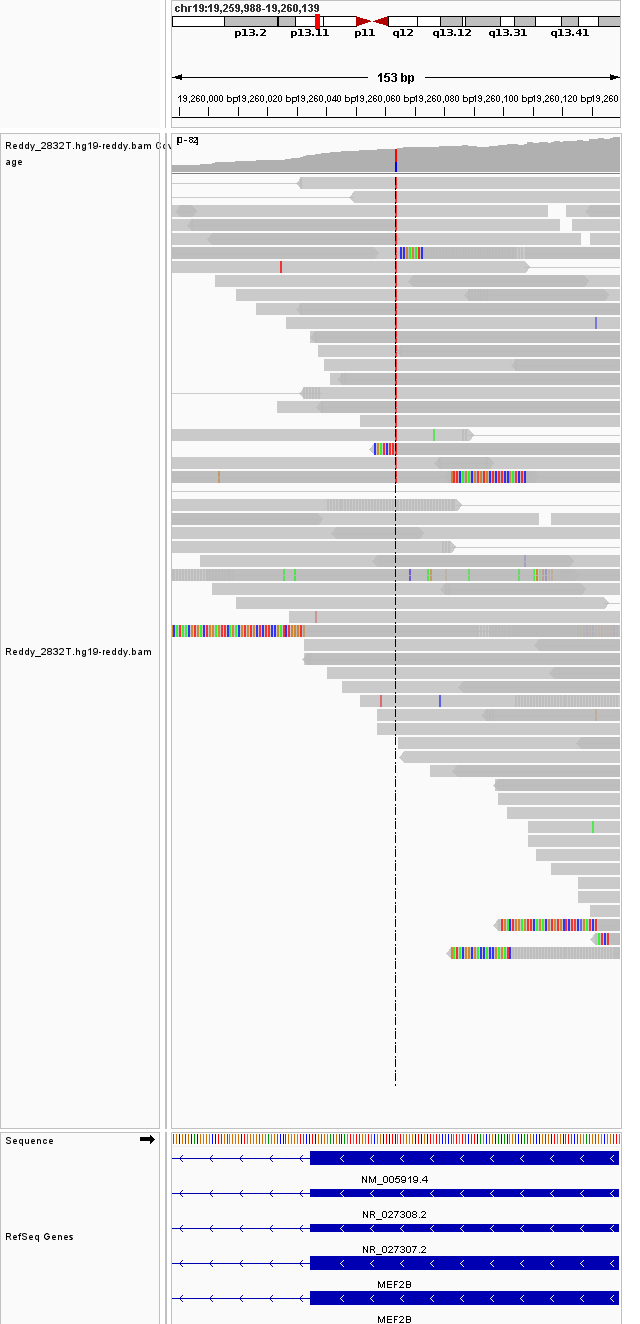 chr19:19,259,988-19,260,139
p13.2 p13.11 p11 q12 q13.12 q13.31 q13.41
153 bp
19,260,000 bp 19,260,020 bp 19,260,040 bp 19,260,060 bp 19,260,080 bp 19,260,100 bp 19,260,120 bp 19,260
Reddy_2832T.hg19-reddy.bam Cov
age
[0 - 82]
Reddy_2832T.hg19-reddy.bam
Sequence
NM_005919.4
NR_027308.2
RefSeq Genes
NR_027307.2
MEF2B
MEF2B